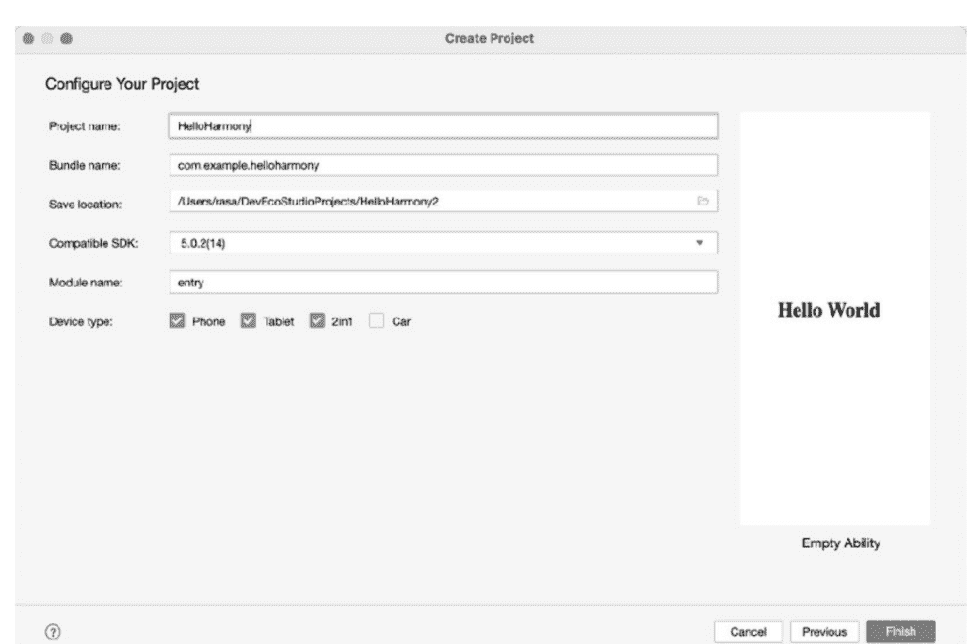 Create Project
Configure Your Project
Project name: HelloHarmony
Bundle name: com.example.helloharmony
Save location: /Users/rasa/DevEcoStudioProjects/HelloHarmony2
Compatible SDK: 5.0.2(14)
Module name: entry
Device type: Phone Tablet 2in1 Car
Hello World
Empty Ability
? Cancel Previous Finish